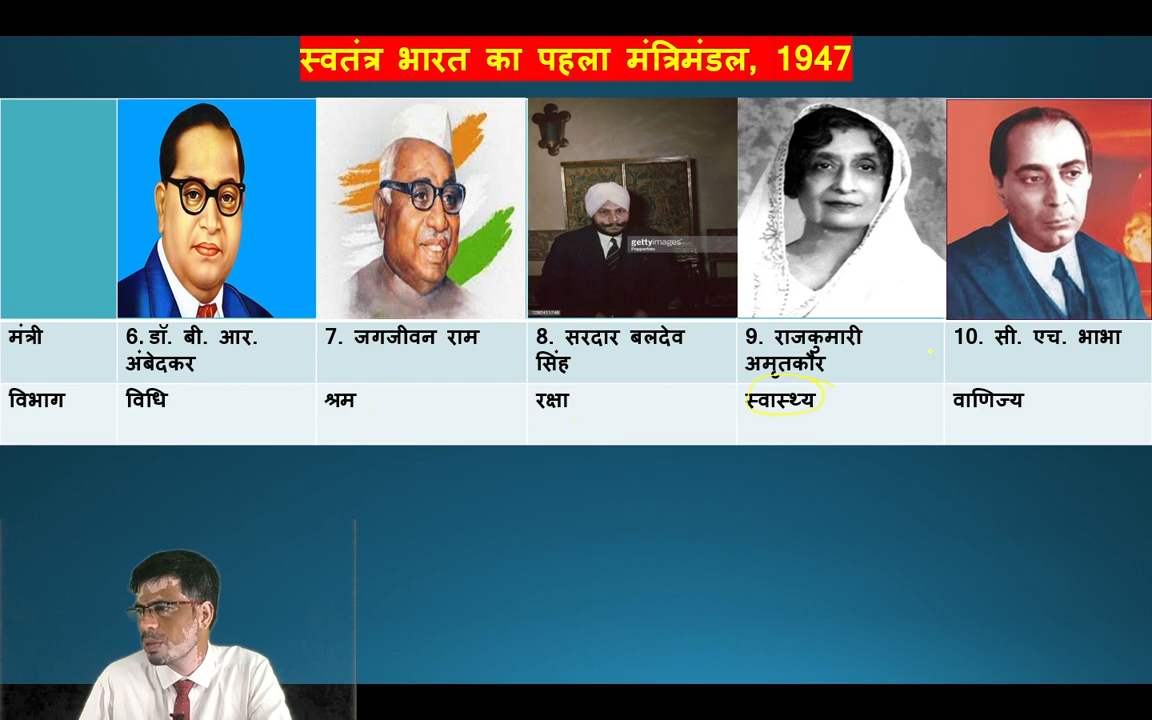 स्वतंत्र भारत का पहला मंत्रिमंडल, 1947
gettyimages
Popperfoto
मंत्री
6. डॉ. बी. आर.
अंबेदकर
7. जगजीवन राम
8. सरदार बलदेव
सिंह
9. राजकुमारी
अमृतकौर
10. सी. एच. भाभा
विभाग
विधि
श्रम
रक्षा
स्वास्थ्य
वाणिज्य